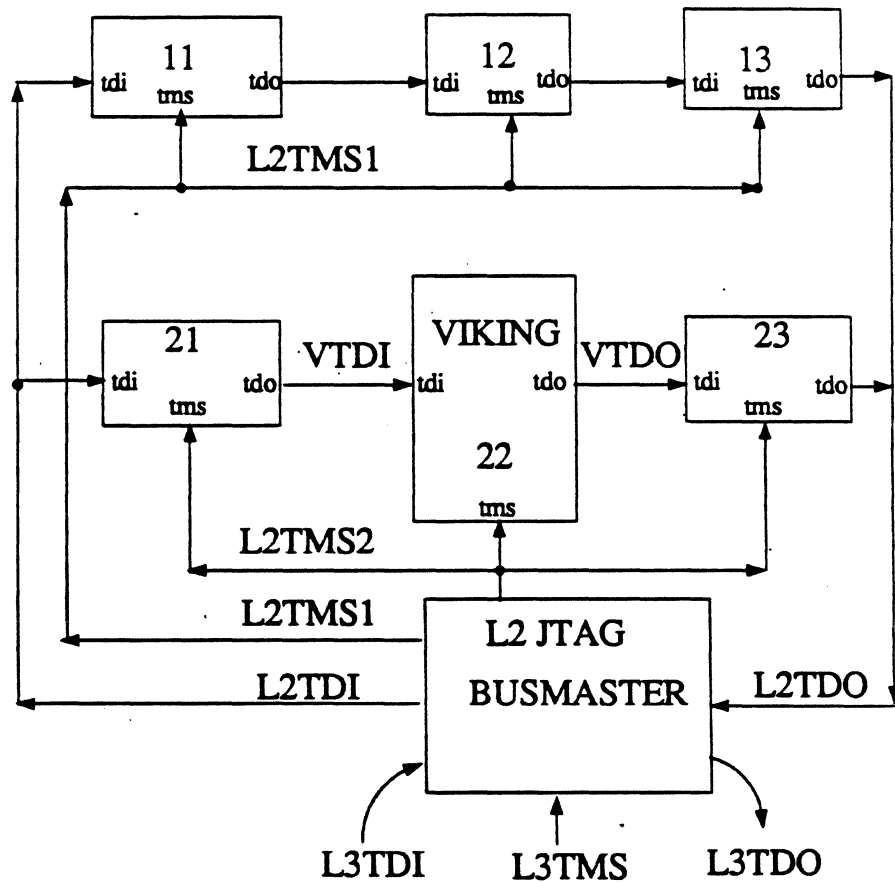 11
12
13
tdi
tdo
tdi
tdo
tdi
tdo
tms
tms
tms
L2TMS1
21
VIKING
23
VTDI
VTDO
tdi
tdo
tdi
tdo
tdi
tdo
tms
tms
22
tms
L2TMS2
L2TMS1
L2 JTAG
L2TDI
BUSMASTER
L2TDO
L3TDI
L3TMS
L3TDO